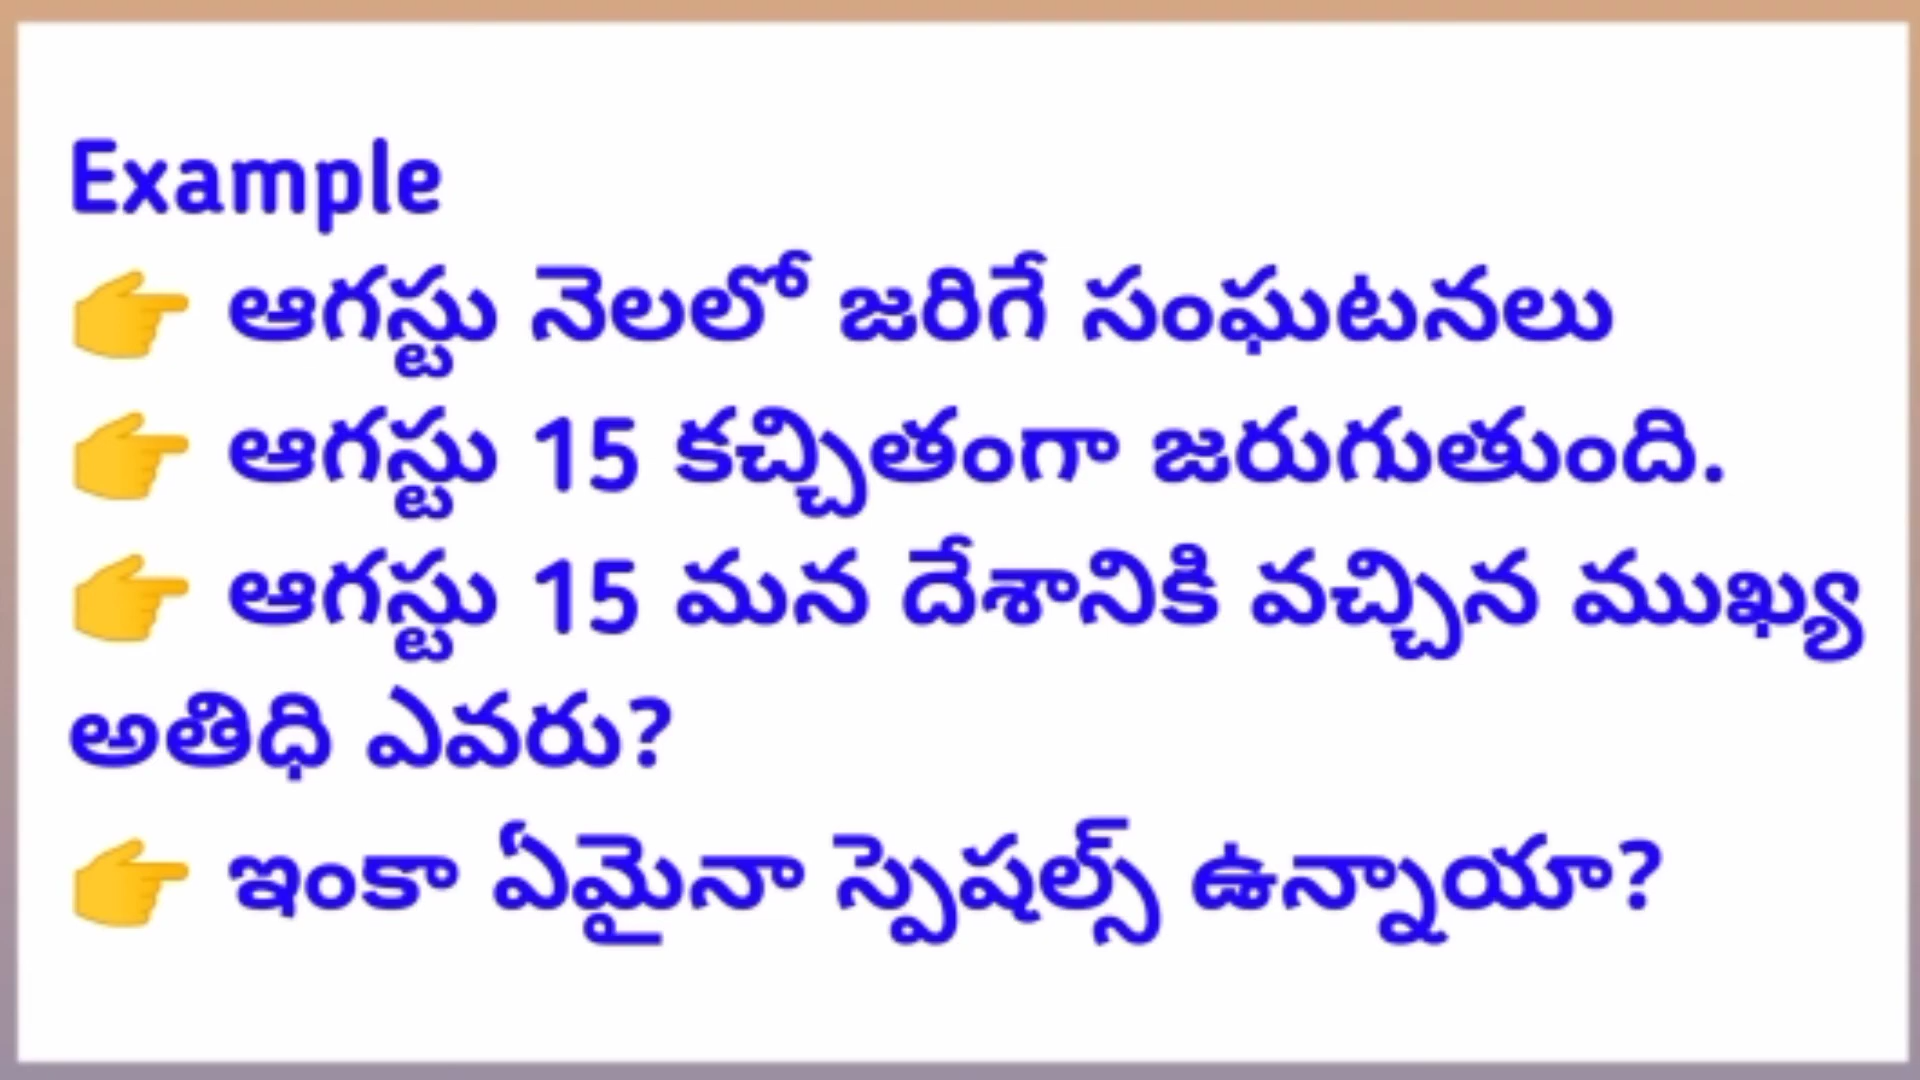 Example
👉 ఆగస్టు నెలలో జరిగే సంఘటనలు
👉 ఆగస్టు 15 కచ్చితంగా జరుగుతుంది.
👉 ఆగస్టు 15 మన దేశానికి వచ్చిన ముఖ్య
అతిధి ఎవరు?
👉 ఇంకా ఏమైనా స్పెషల్స్ ఉన్నాయా?